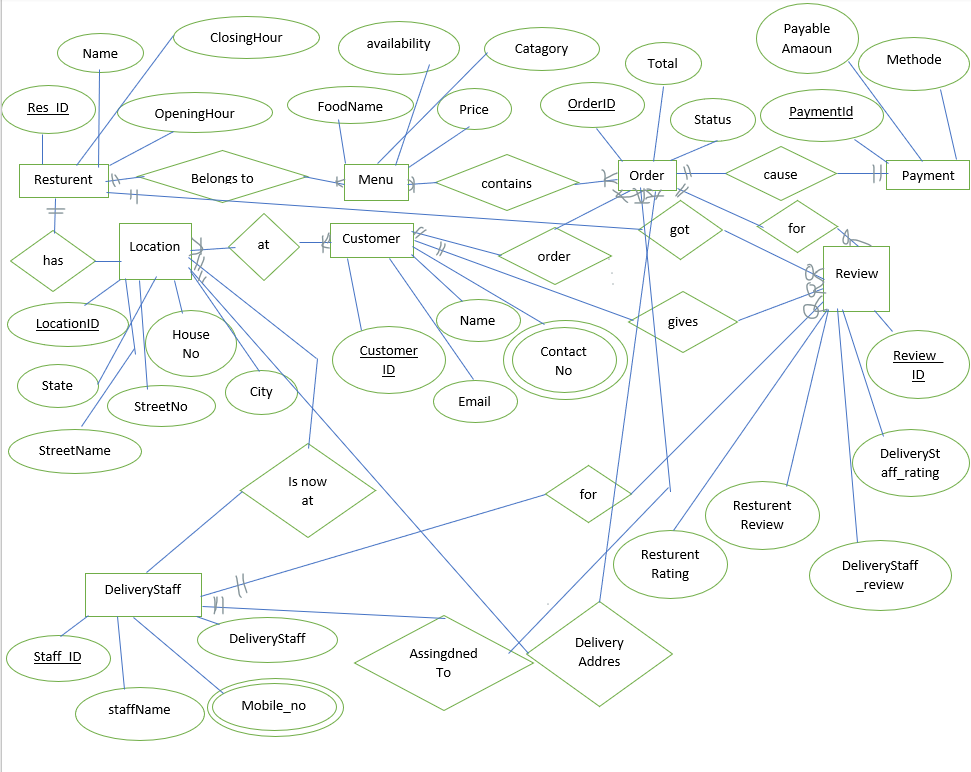 Payable
Amaoun
ClosingHour
Name
availability
Catagory
Total
Methode
Res_ID
OpeningHour
FoodName
Price
OrderID
Status
PaymentId
Resturent
Belongs to
Menu
contains
Order
cause
Payment
has
Location
at
Customer
order
got
for
Review
LocationID
House
No
Customer
ID
Name
Contact
No
gives
Review_
ID
State
StreetNo
City
Email
StreetName
DeliverySt
aff_rating
Is now
at
for
Resturent
Review
Resturent
Rating
DeliveryStaff
_review
DeliveryStaff
Staff_ID
DeliveryStaff
staffName
Mobile_no
Assingdned
To
Delivery
Addres